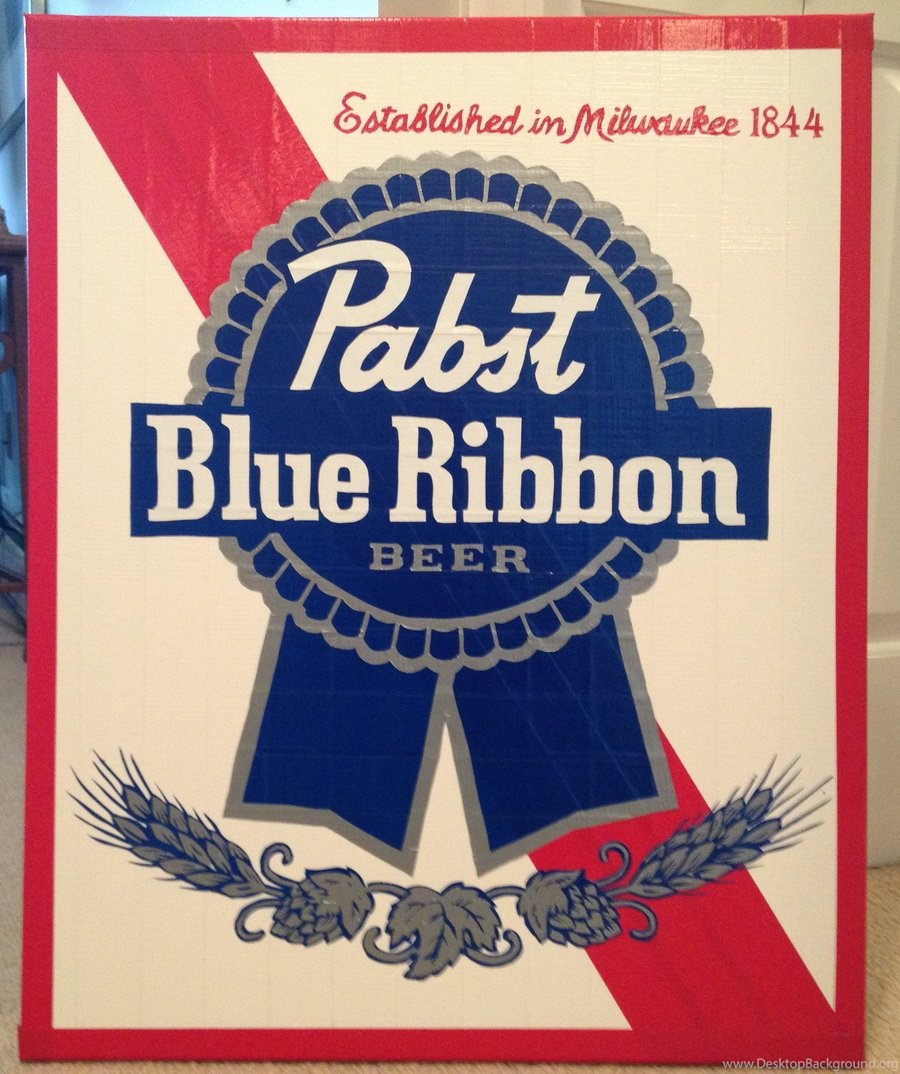 Established in Milwaukee 1844
Pabst
Blue Ribbon
BEER
www.DesktopBackground.org